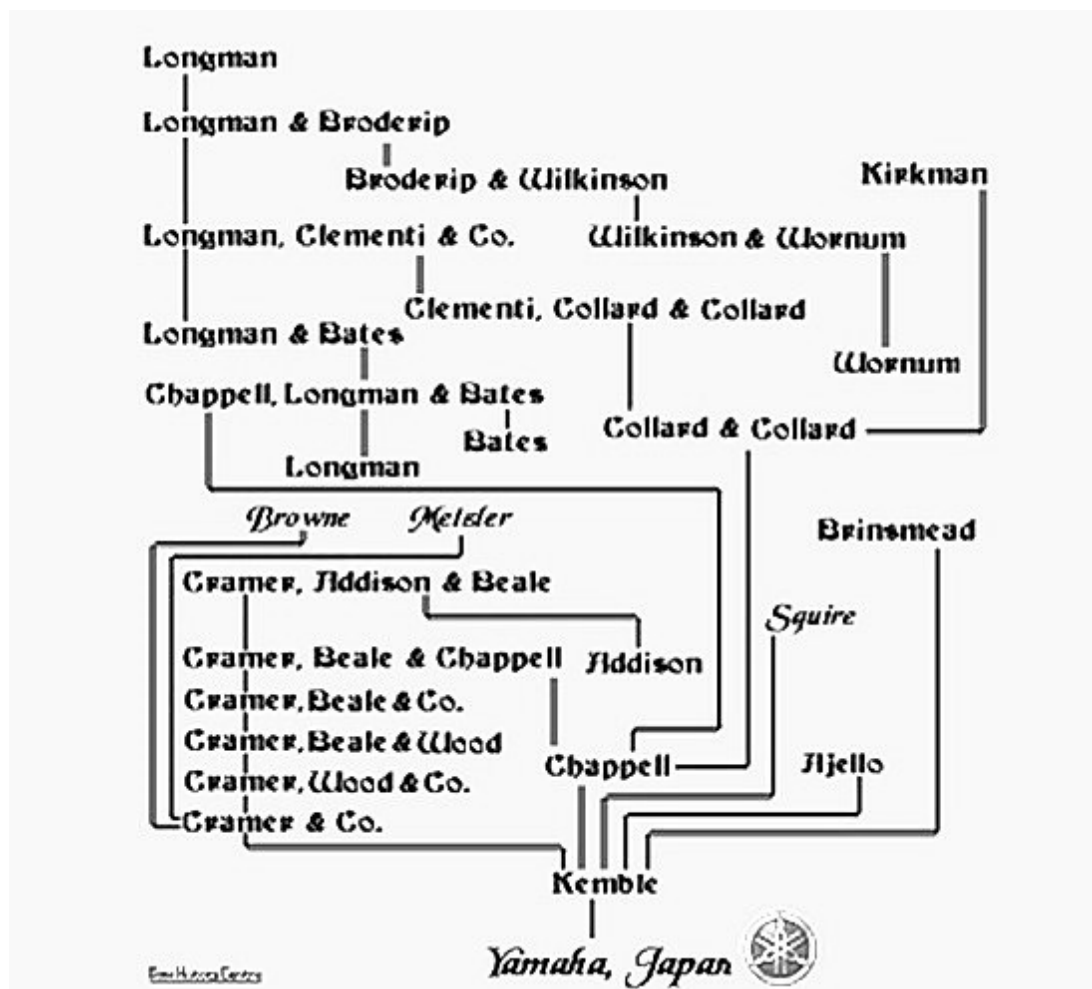 Longman
Longman & Broderip
Broderip & Wilkinson
Kirkman
Longman, Clementi & Co.
Wilkinson & Wornum
Clementi, Collard & Collard
Longman & Bates
Wornum
Chappell, Longman & Bates
Collard & Collard
Bates
Longman
Browne
Metzler
Brinsmead
Cramer, Addison & Beale
Squire
Cramer, Beale & Chappell
Addison
Cramer, Beale & Co.
Cramer, Beale & Wood
Chappell
Ajello
Cramer, Wood & Co.
Cramer & Co.
Kemble
Yamaha, Japan